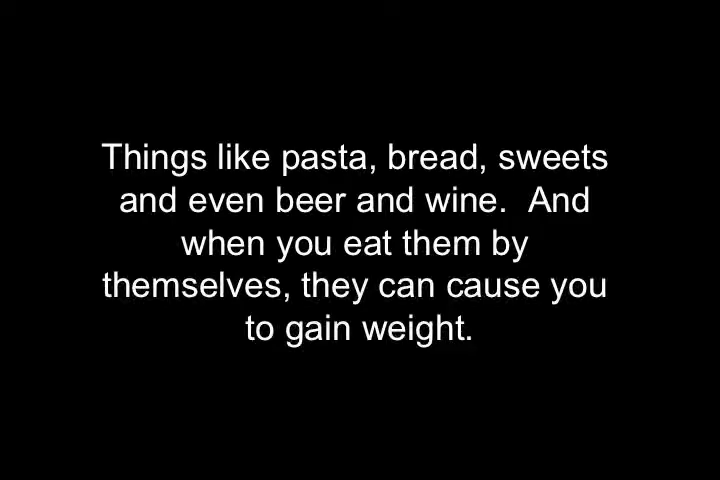 Things like pasta, bread, sweets
and even beer and wine.  And
when you eat them by
themselves, they can cause you
to gain weight.